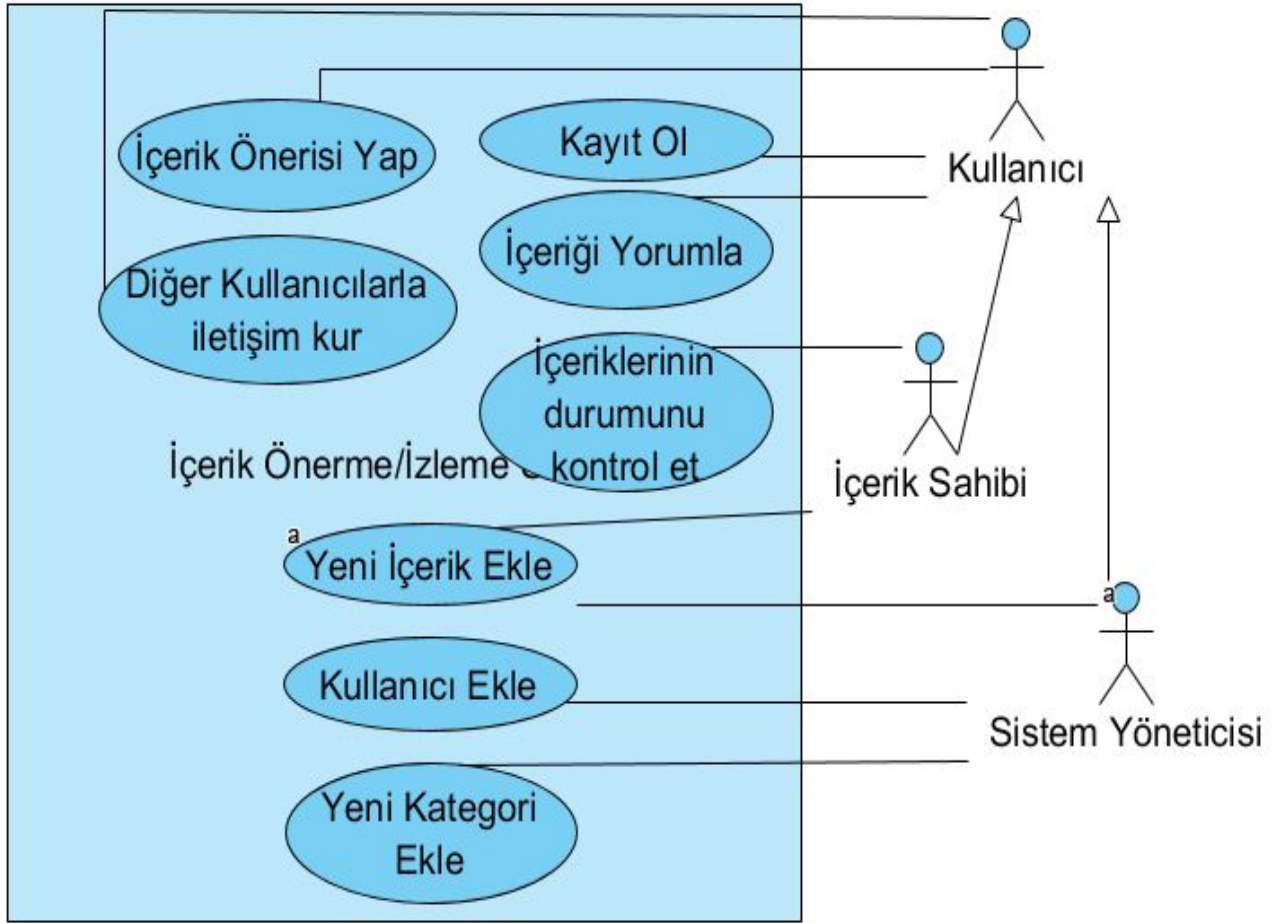 İçerik Önerisi Yap
Kayıt Ol
Kullanıcı
İçeriği Yorumla
Diğer Kullanıcılarla
iletişim kur
İçeriklerinin
durumunu
kontrol et
İçerik Önerme/İzleme
İçerik Sahibi
a
Yeni İçerik Ekle
a
Kullanıcı Ekle
Sistem Yöneticisi
Yeni Kategori
Ekle